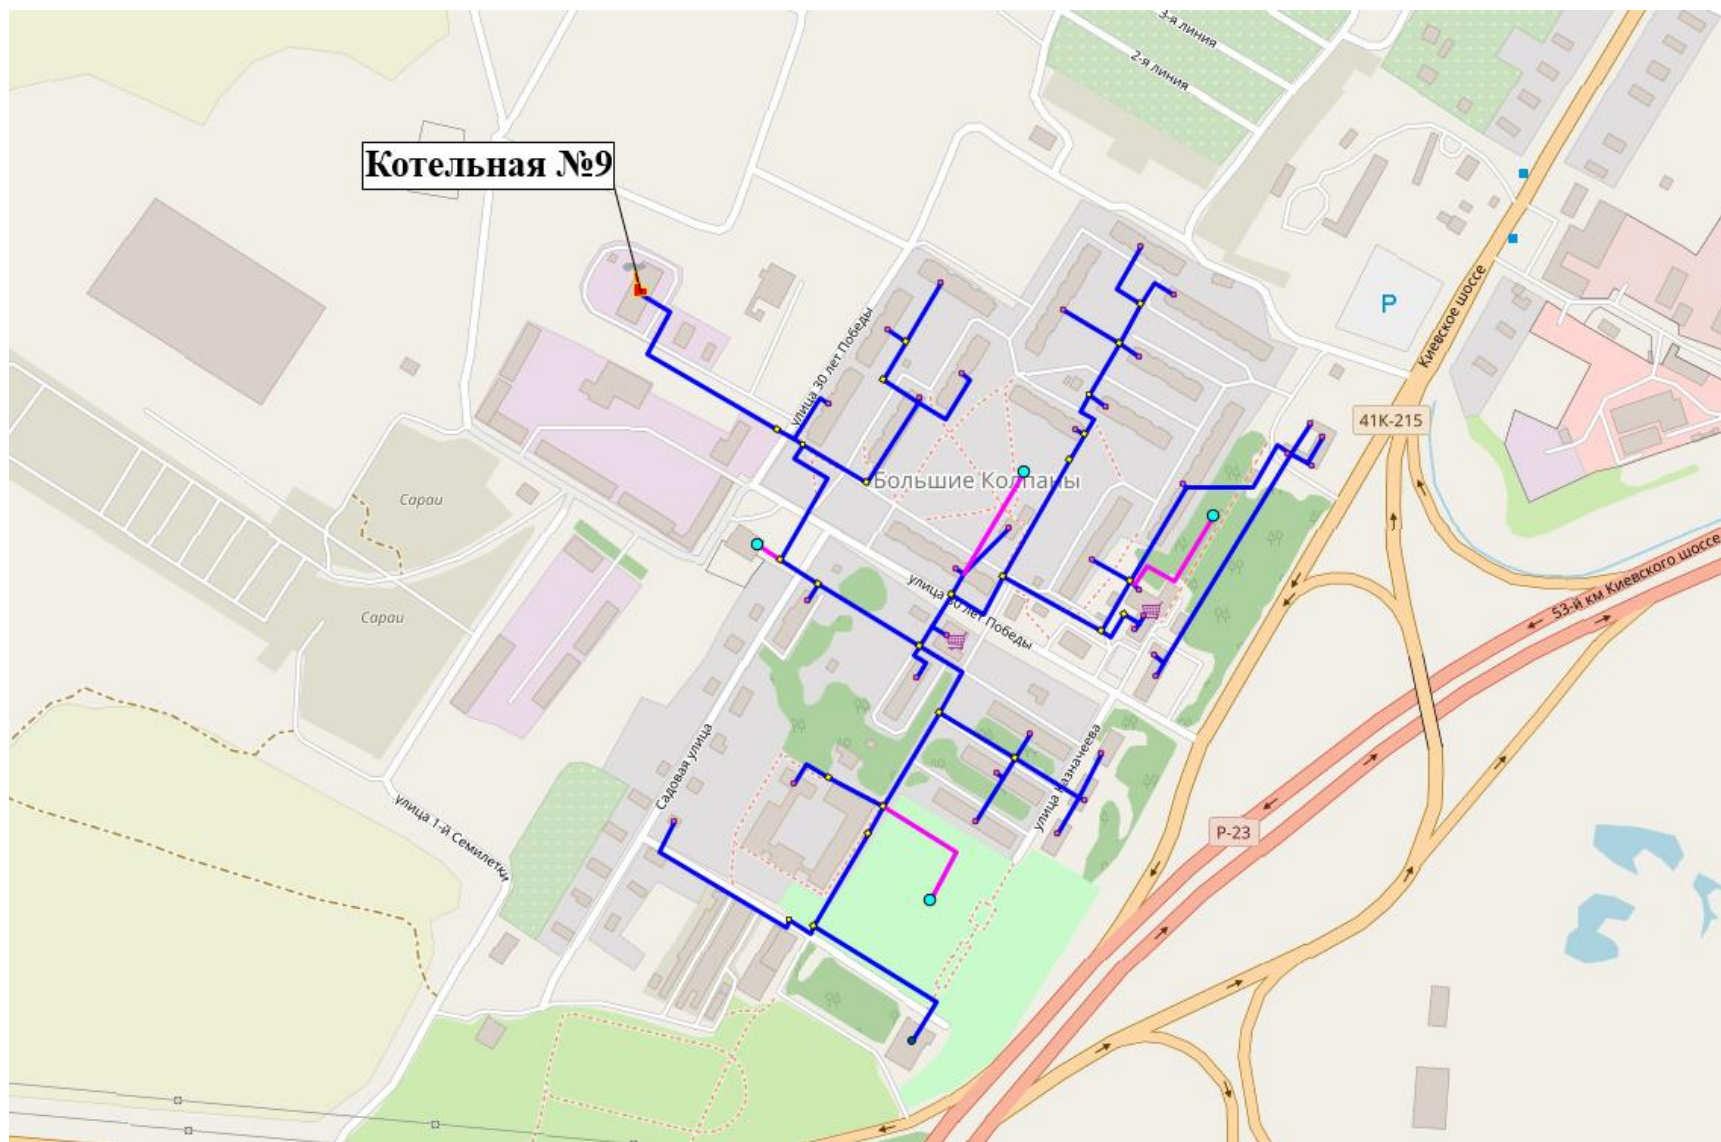 3-я линия
2-я линия
Котельная №9
Киевское шоссе
P
улица 30 лет Победы
41К-215
Большие Колпаны
Сараи
Сараи
улица 30 лет Победы
53-й км Киевского шоссе
Садовая улица
улица Казначеева
улица 1-й Семилетки
Р-23